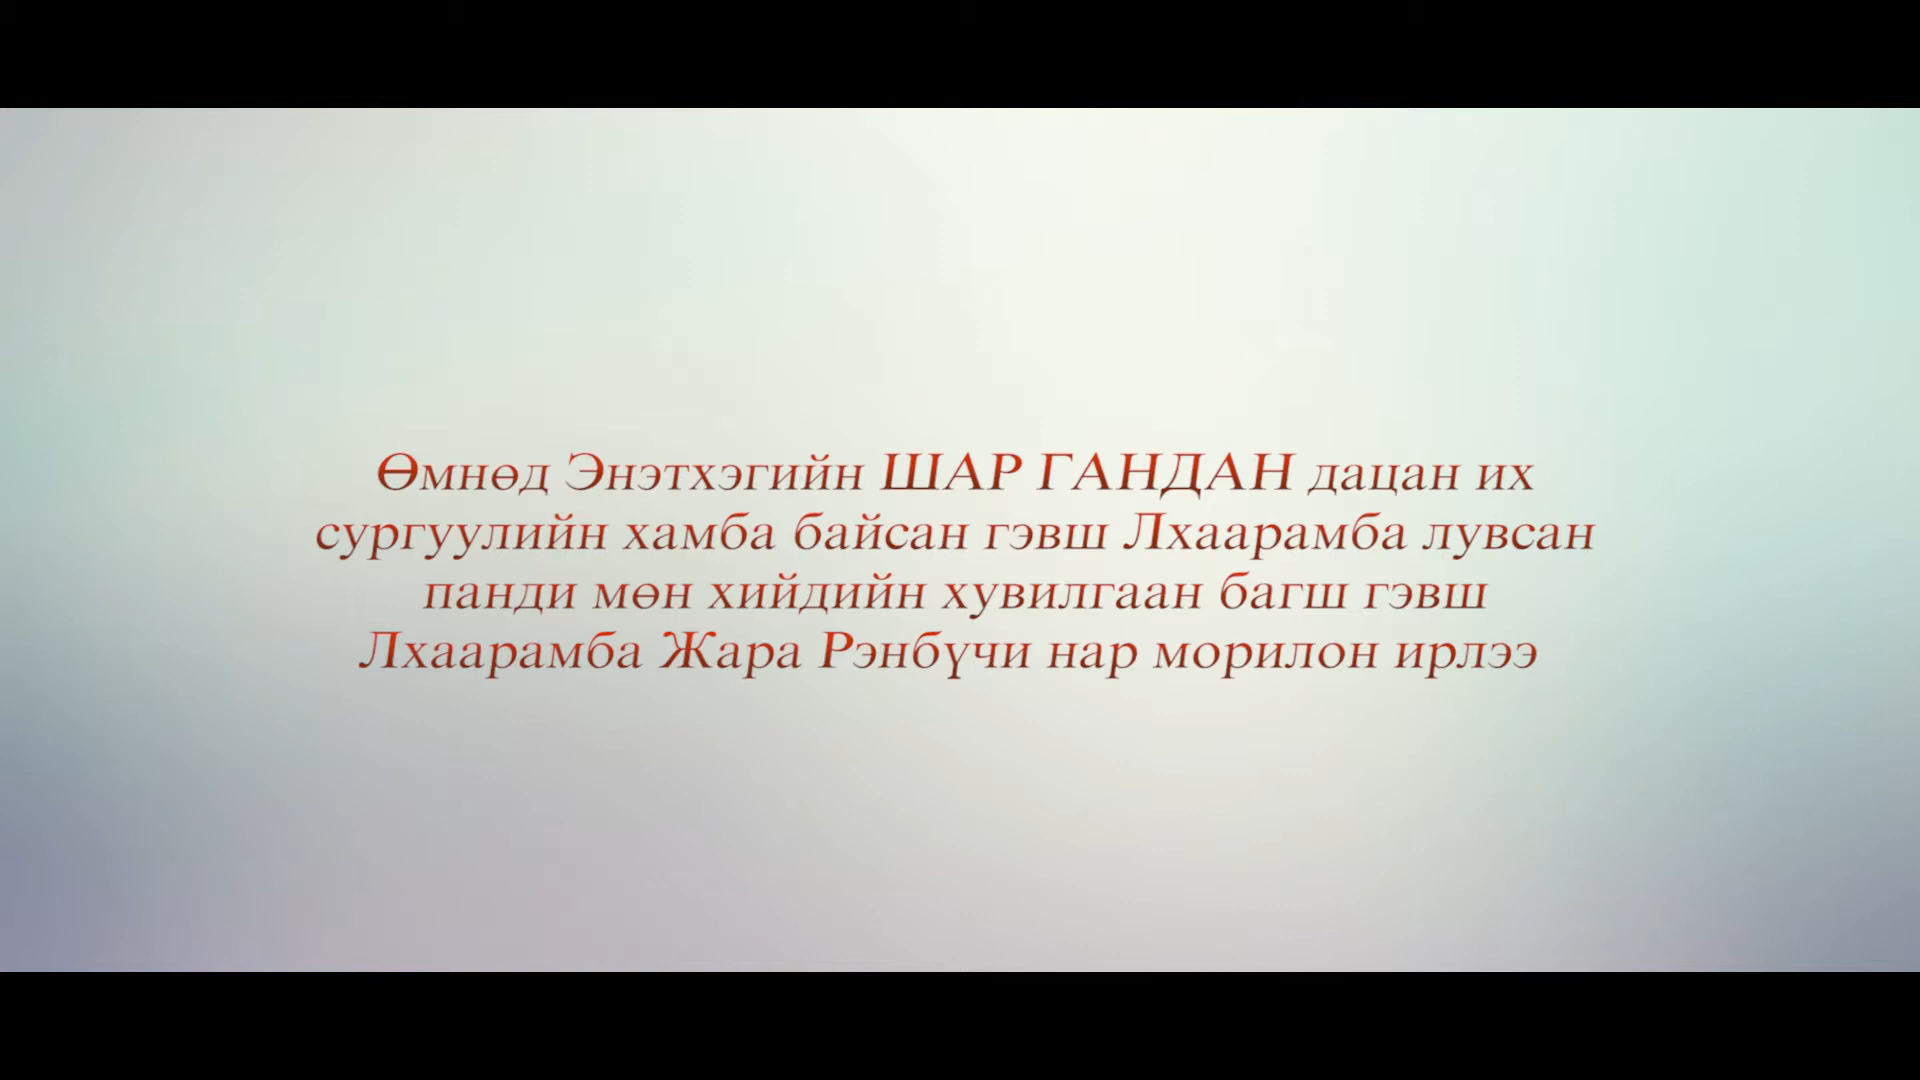 Өмнөд Энэтхэгийн ШАР ГАНДАН дацан их
сургуулийн хамба байсан гэвш Лхаарамба лувсан
панди мөн хийдийн хувилгаан багш гэвш
Лхаарамба Жара Рэнбүчи нар морилон ирлээ